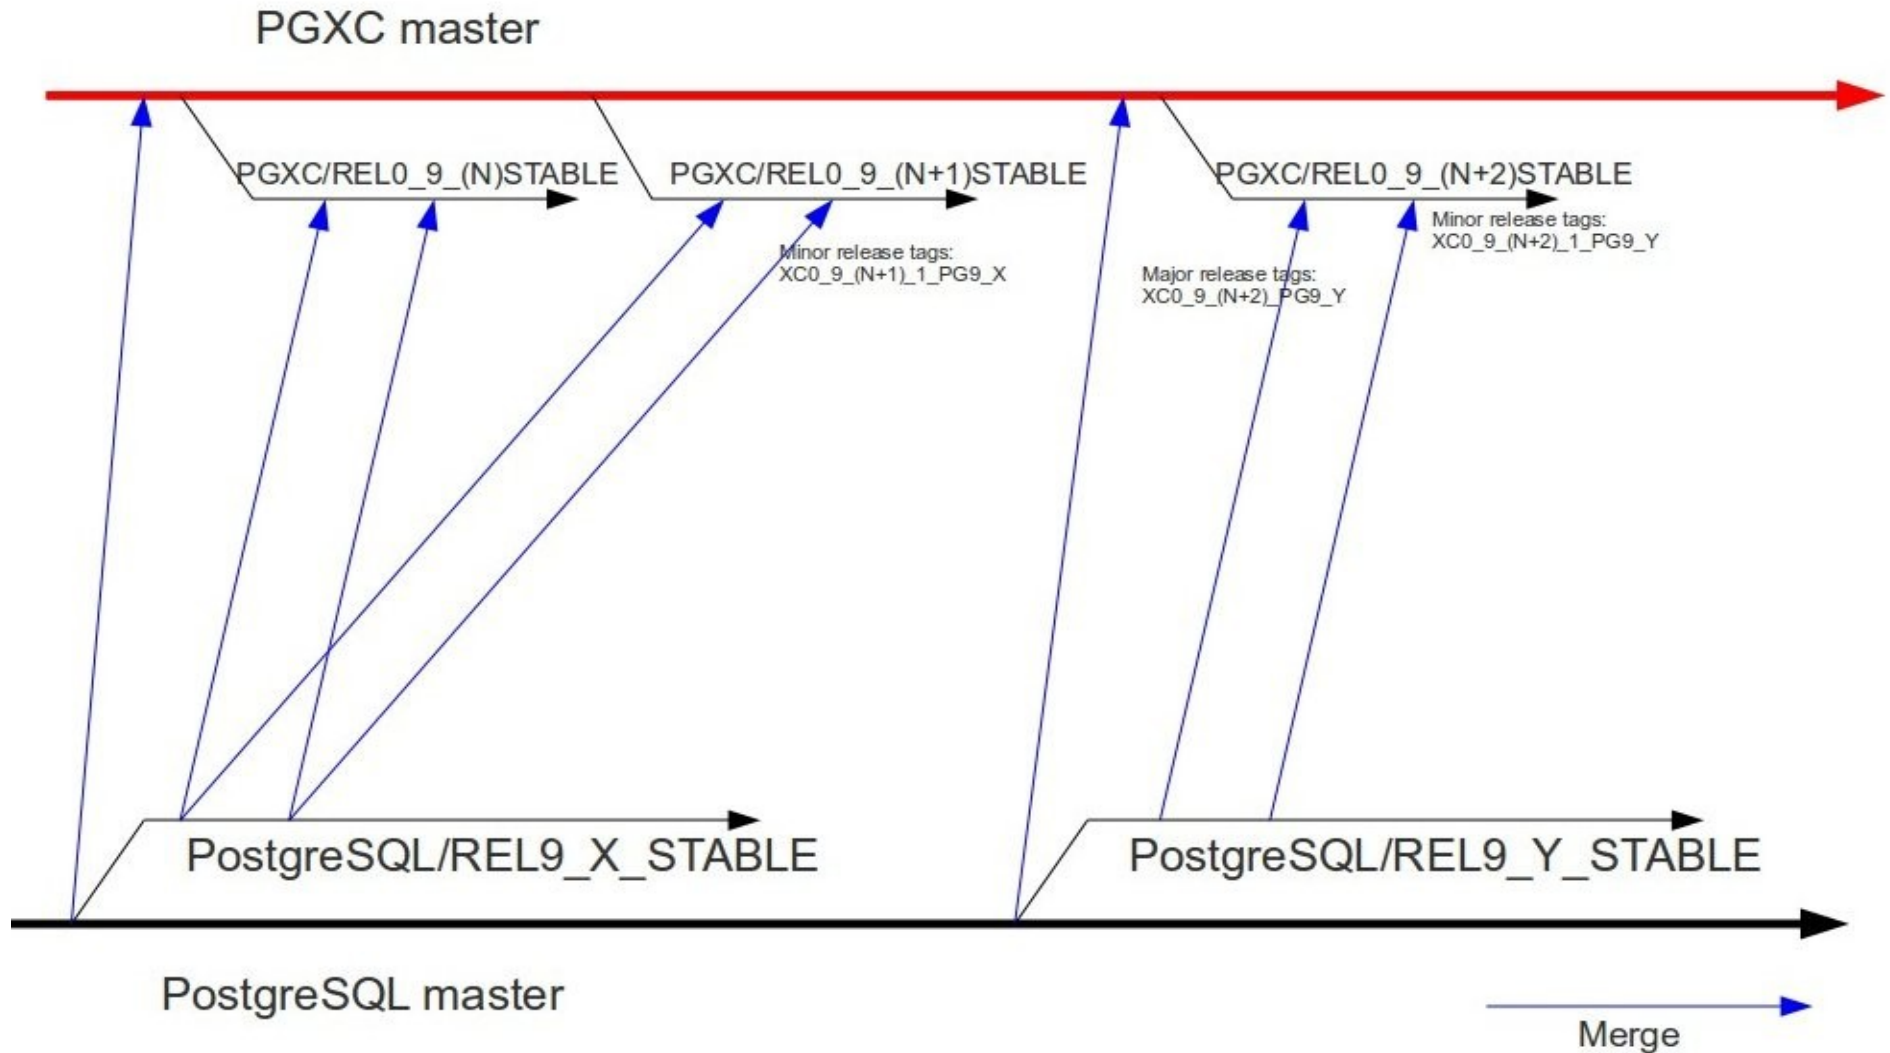 PGXC master
PGXC/REL0_9_(N)STABLE
PGXC/REL0_9_(N+1)STABLE
PGXC/REL0_9_(N+2)STABLE
Minor release tags:
XC0_9_(N+1)_1_PG9_X
Major release tags:
XC0_9_(N+2)_PG9_Y
Minor release tags:
XC0_9_(N+2)_1_PG9_Y
PostgreSQL/REL9_X_STABLE
PostgreSQL/REL9_Y_STABLE
PostgreSQL master
Merge